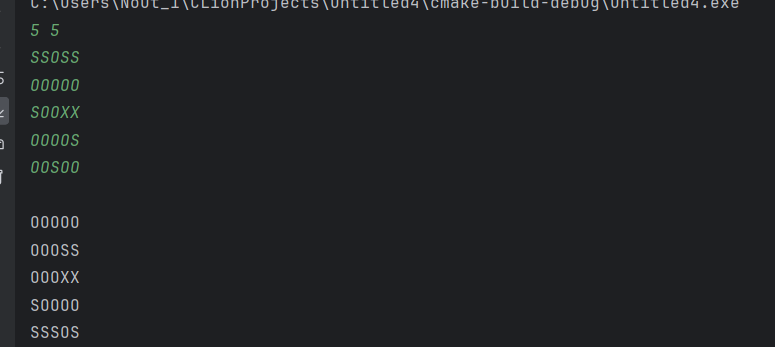 C:\Users\Nout_1\CLionProjects\Untitled4\cmake-build-debug\Untitled4.exe
5 5
SSOSS
OOOOO
SOOXX
OOOOS
OOSOO
OOOOO
OOOSS
OOOXX
SOOOO
SSSOS